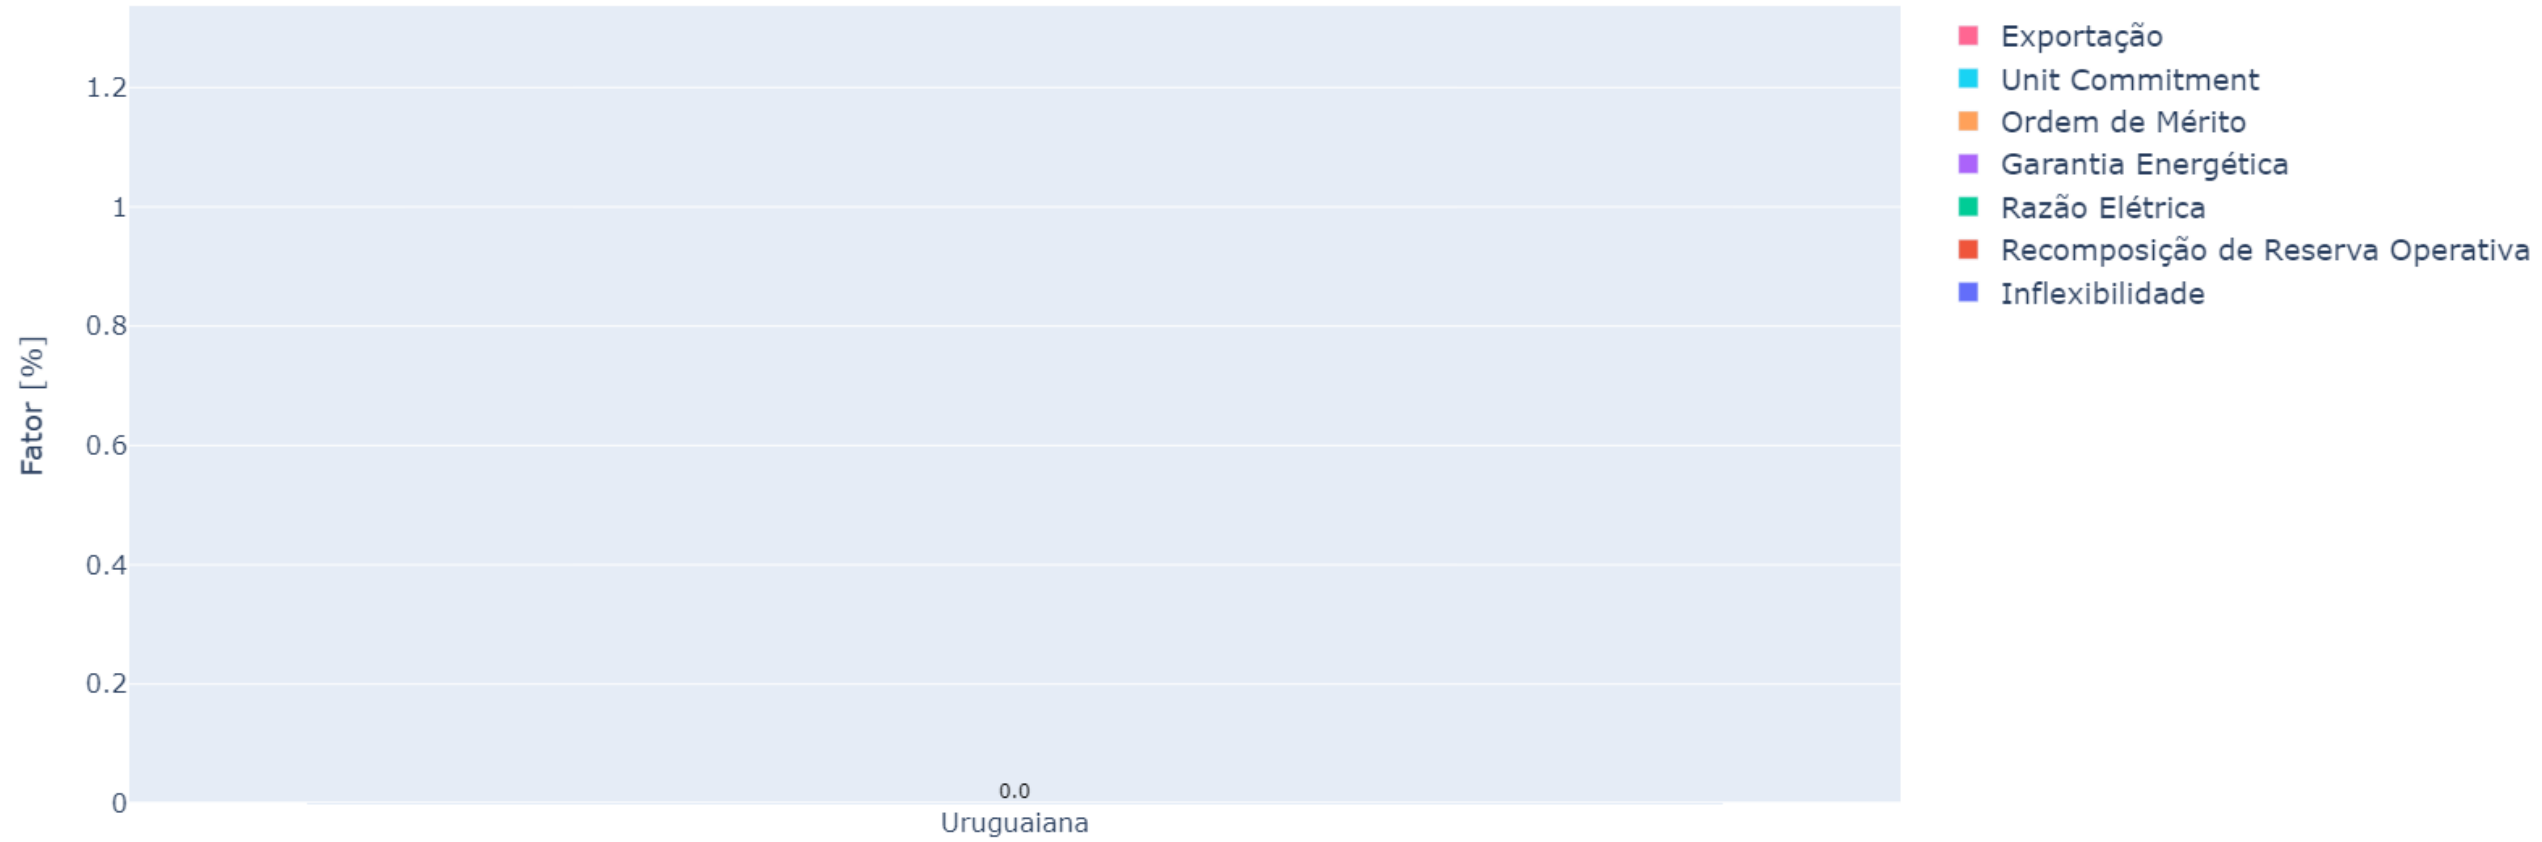 Fator [%]
1.2
1
0.8
0.6
0.4
0.2
0
0.0
Uruguaiana
Exportação
Unit Commitment
Ordem de Mérito
Garantia Energética
Razão Elétrica
Recomposição de Reserva Operativa
Inflexibilidade